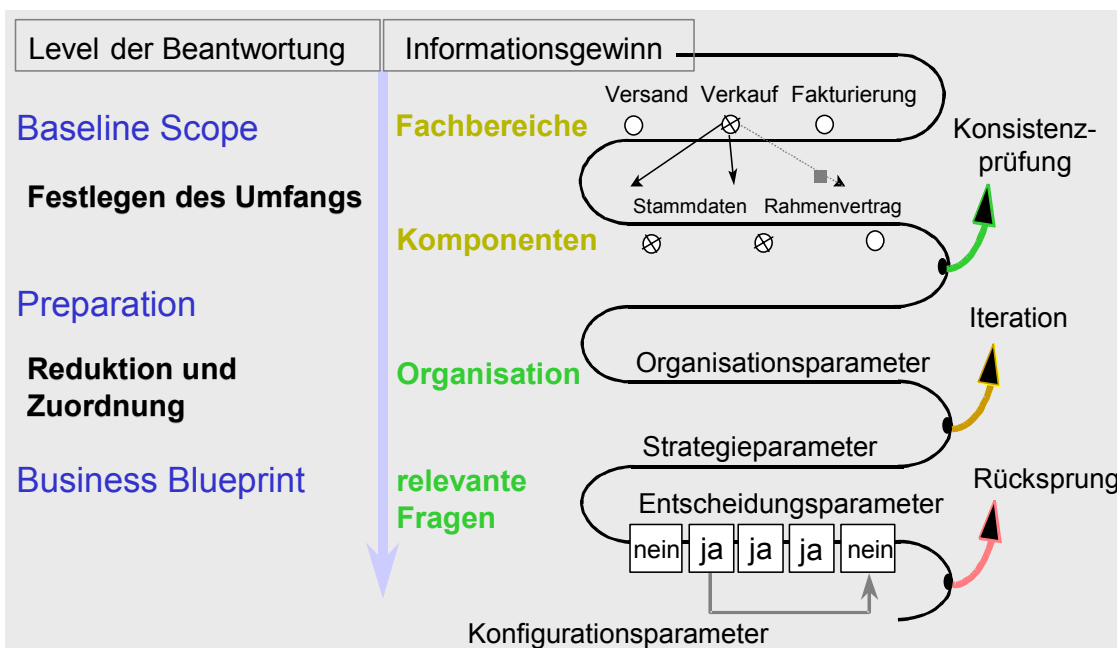 Level der Beantwortung
Informationsgewinn
Versand Verkauf Fakturierung
Baseline Scope
Fachbereiche
Konsistenz-
prüfung
Festlegen des Umfangs
Stammdaten Rahmenvertrag
Komponenten
Preparation
Iteration
Reduktion und
Zuordnung
Organisation
Organisationsparameter
Strategieparameter
Business Blueprint
relevante
Fragen
Rücksprung
Entscheidungsparameter
nein ja ja ja nein
Konfigurationsparameter